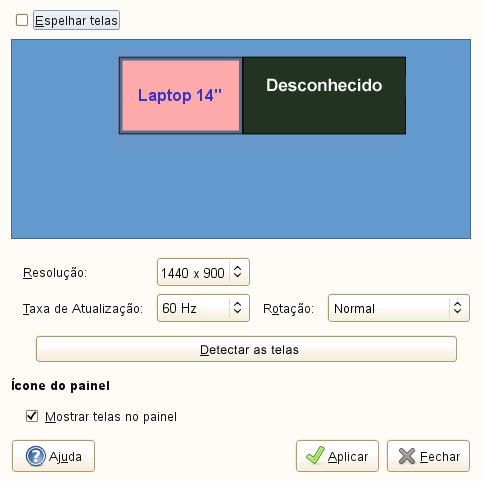 Espelhar telas
Laptop 14"
Desconhecido
Resolução:
1440 x 900
Taxa de Atualização:
60 Hz
Rotação:
Normal
Detectar as telas
Ícone do painel
Mostrar telas no painel
Ajuda
Aplicar
Fechar